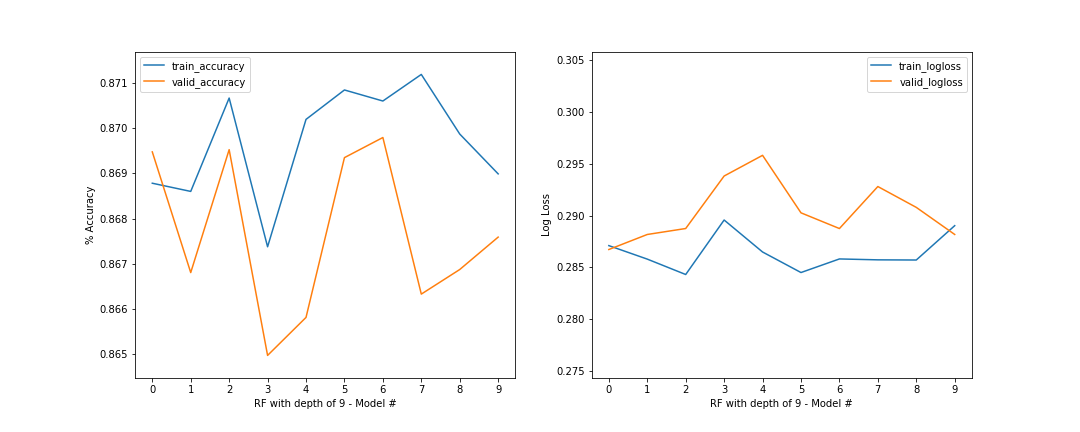 train_accuracy
valid_accuracy
0.871
0.870
0.869
0.868
0.867
0.866
0.865
% Accuracy
0 1 2 3 4 5 6 7 8 9
RF with depth of 9 - Model #
train_logloss
valid_logloss
0.305
0.300
0.295
0.290
0.285
0.280
0.275
Log Loss
0 1 2 3 4 5 6 7 8 9
RF with depth of 9 - Model #